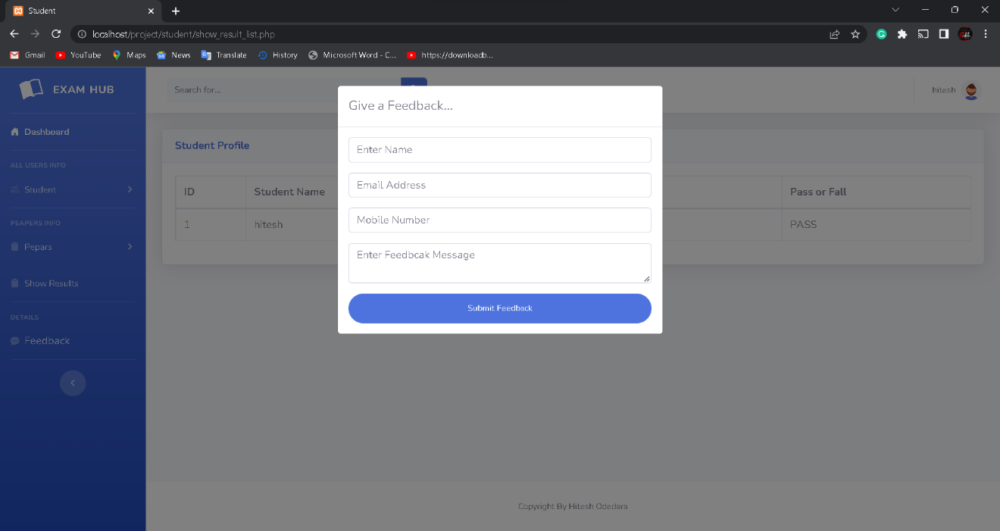 Student
localhost/project/student/show_result_list.php
Gmail YouTube Maps News Translate History Microsoft Word - C... https://downloadb...
EXAM HUB
Search for...
hitesh
Dashboard
ALL USERS INFO
Student
PEAPERS INFO
Pepars
Show Results
DETAILS
Feedback
Student Profile
ID Student Name Pass or Fall
1 hitesh PASS
Give a Feedback...
Enter Name
Email Address
Mobile Number
Enter Feedbcak Message
Submit Feedback
Copyright By Hitesh Odedara